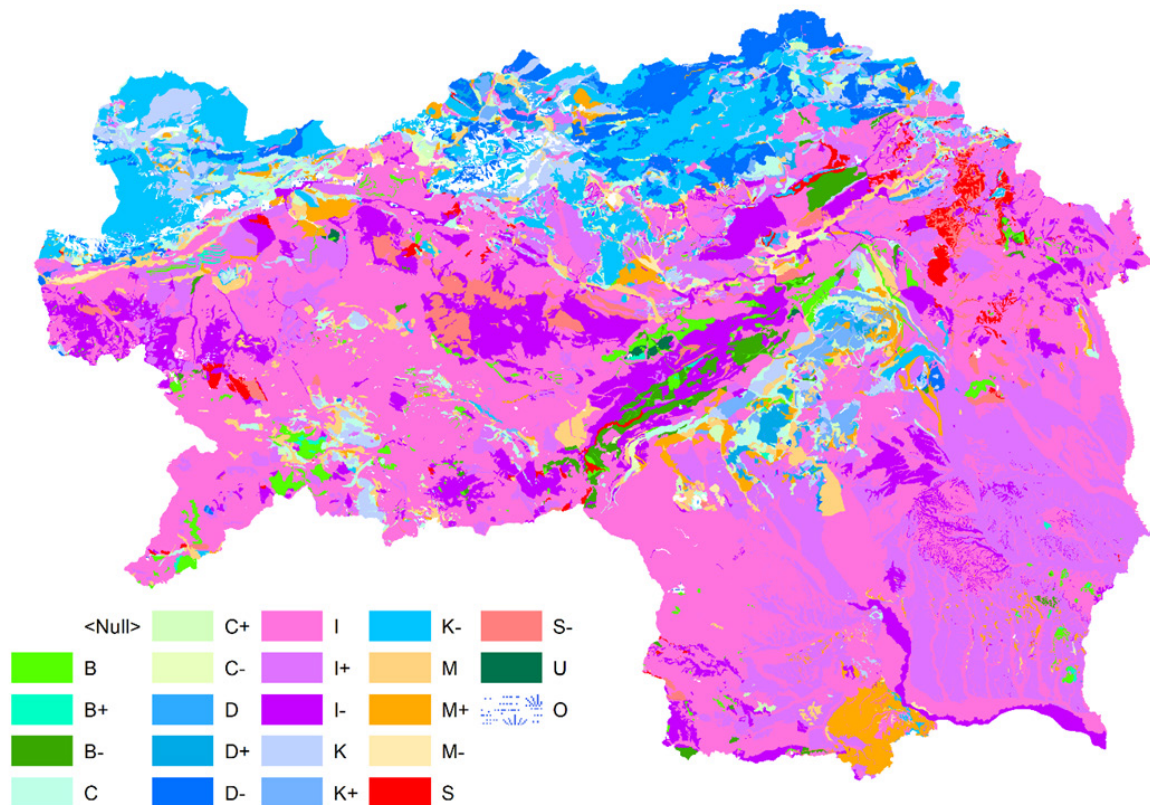 <Null> C+ I K- S-
B C- I+ M U
B+ D I- M+ O
B- D+ K M-
C D- K+ S